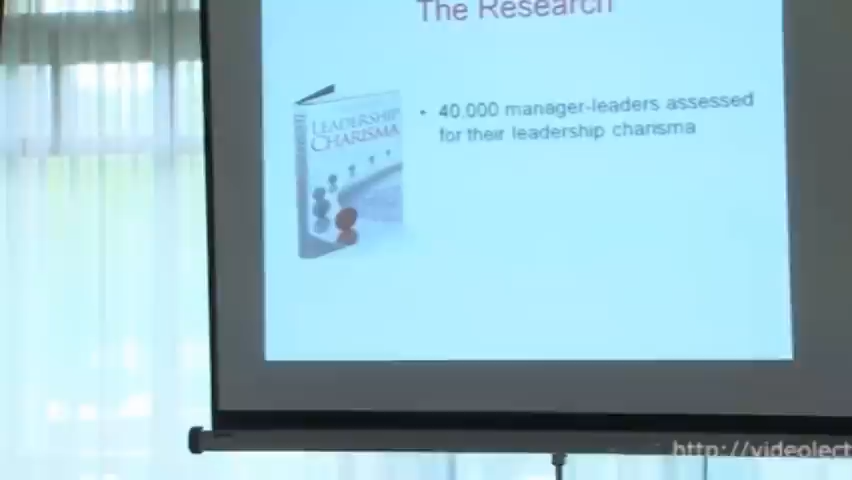 The Research
LEADERSHIP
CHARISMA
• 40,000 manager-leaders assessed
for their leadership charisma
http://videolect